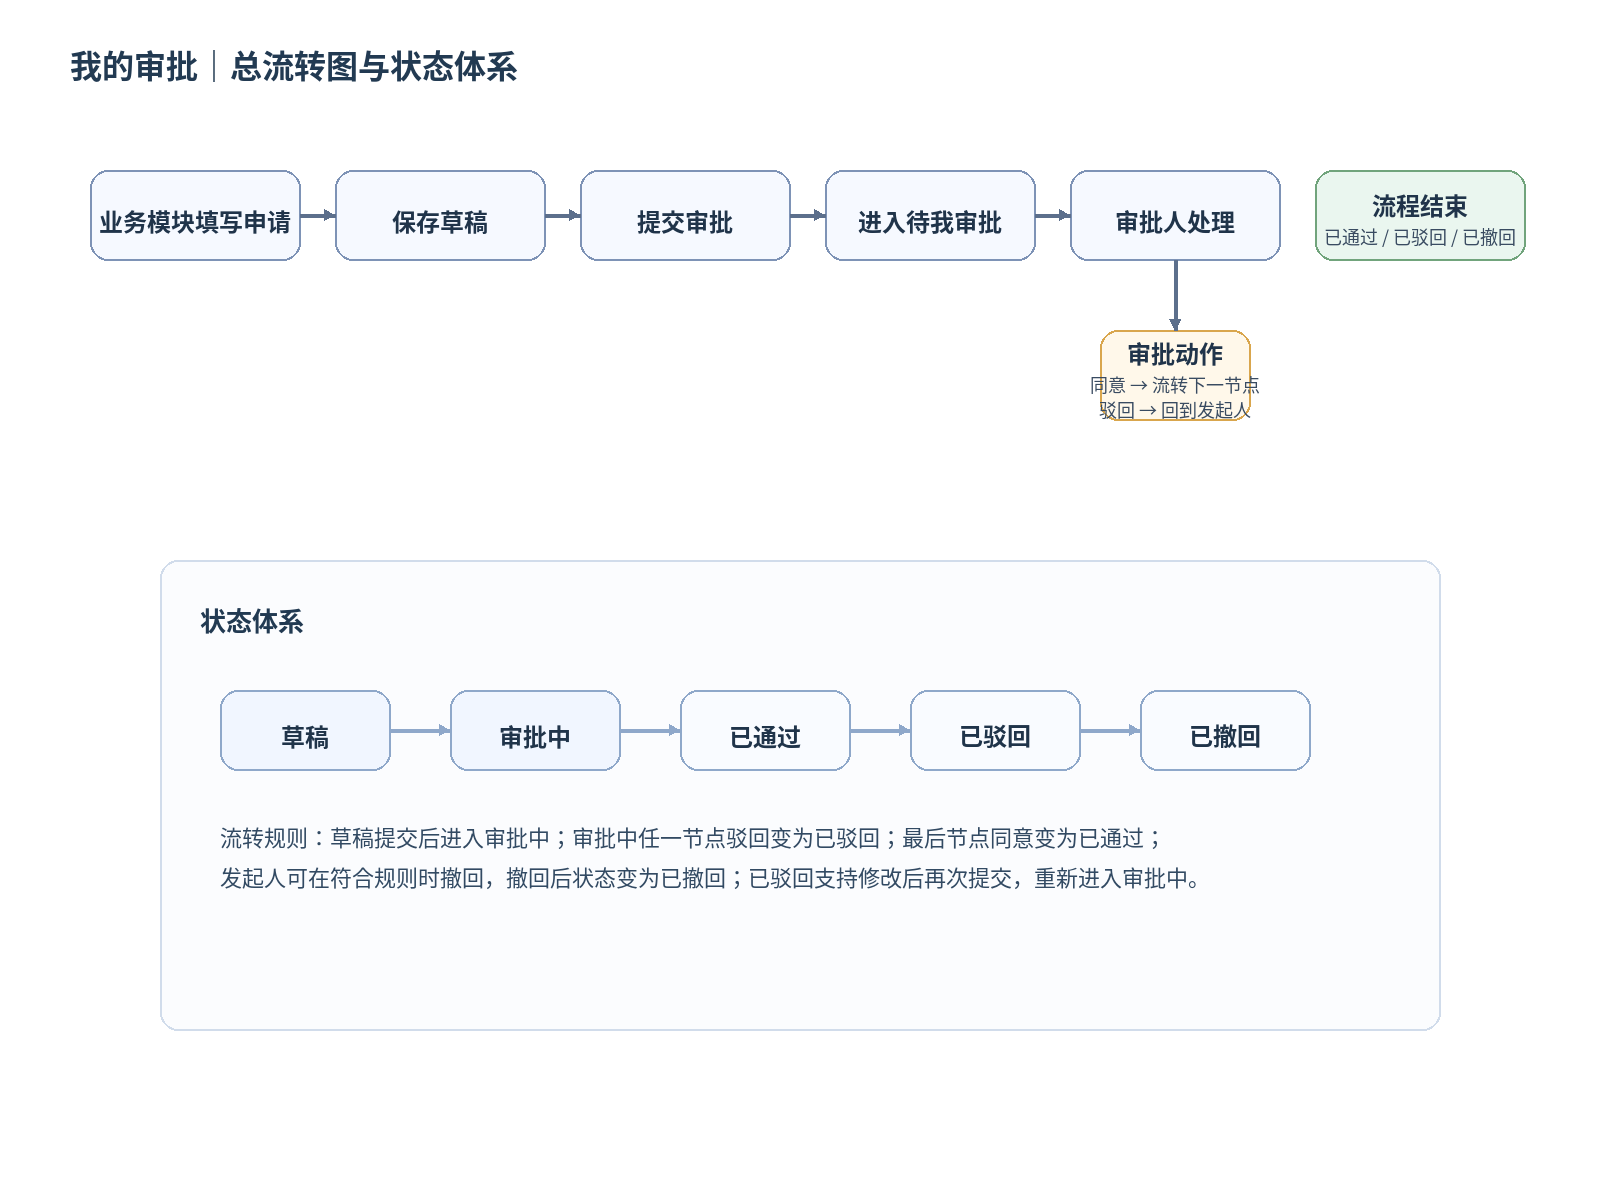 我的审批｜总流转图与状态体系
业务模块填写申请
保存草稿
提交审批
进入待我审批
审批人处理
流程结束
已通过 / 已驳回 / 已撤回
审批动作
同意 → 流转下一节点
驳回 → 回到发起人
状态体系
草稿
审批中
已通过
已驳回
已撤回
流转规则：草稿提交后进入审批中；审批中任一节点驳回变为已驳回；最后节点同意变为已通过；
发起人可在符合规则时撤回，撤回后状态变为已撤回；已驳回支持修改后再次提交，重新进入审批中。